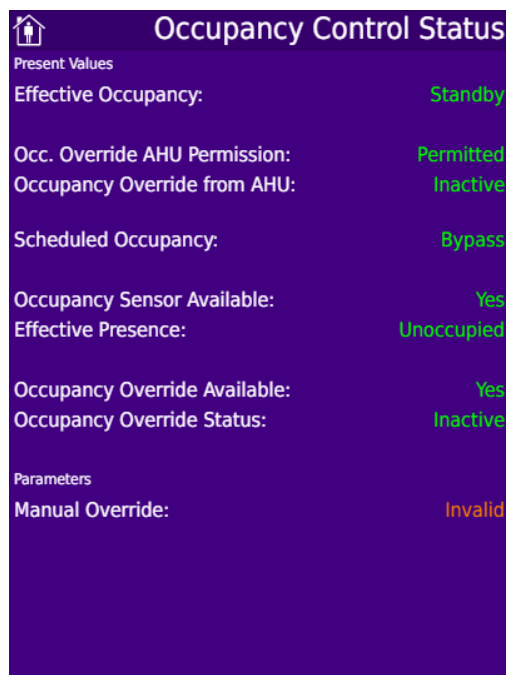 Occupancy Control Status
Present Values
Effective Occupancy: Standby
Occ. Override AHU Permission: Permitted
Occupancy Override from AHU: Inactive
Scheduled Occupancy: Bypass
Occupancy Sensor Available: Yes
Effective Presence: Unoccupied
Occupancy Override Available: Yes
Occupancy Override Status: Inactive
Parameters
Manual Override: Invalid